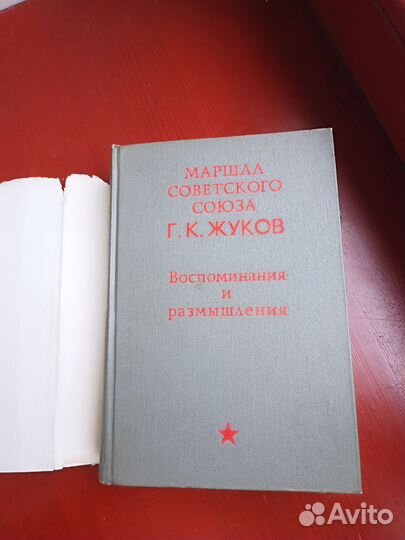 МАРШАЛ
СОВЕТСКОГО
СОЮЗА
Г. К. ЖУКОВ
Воспоминания
и
размышления
Avito